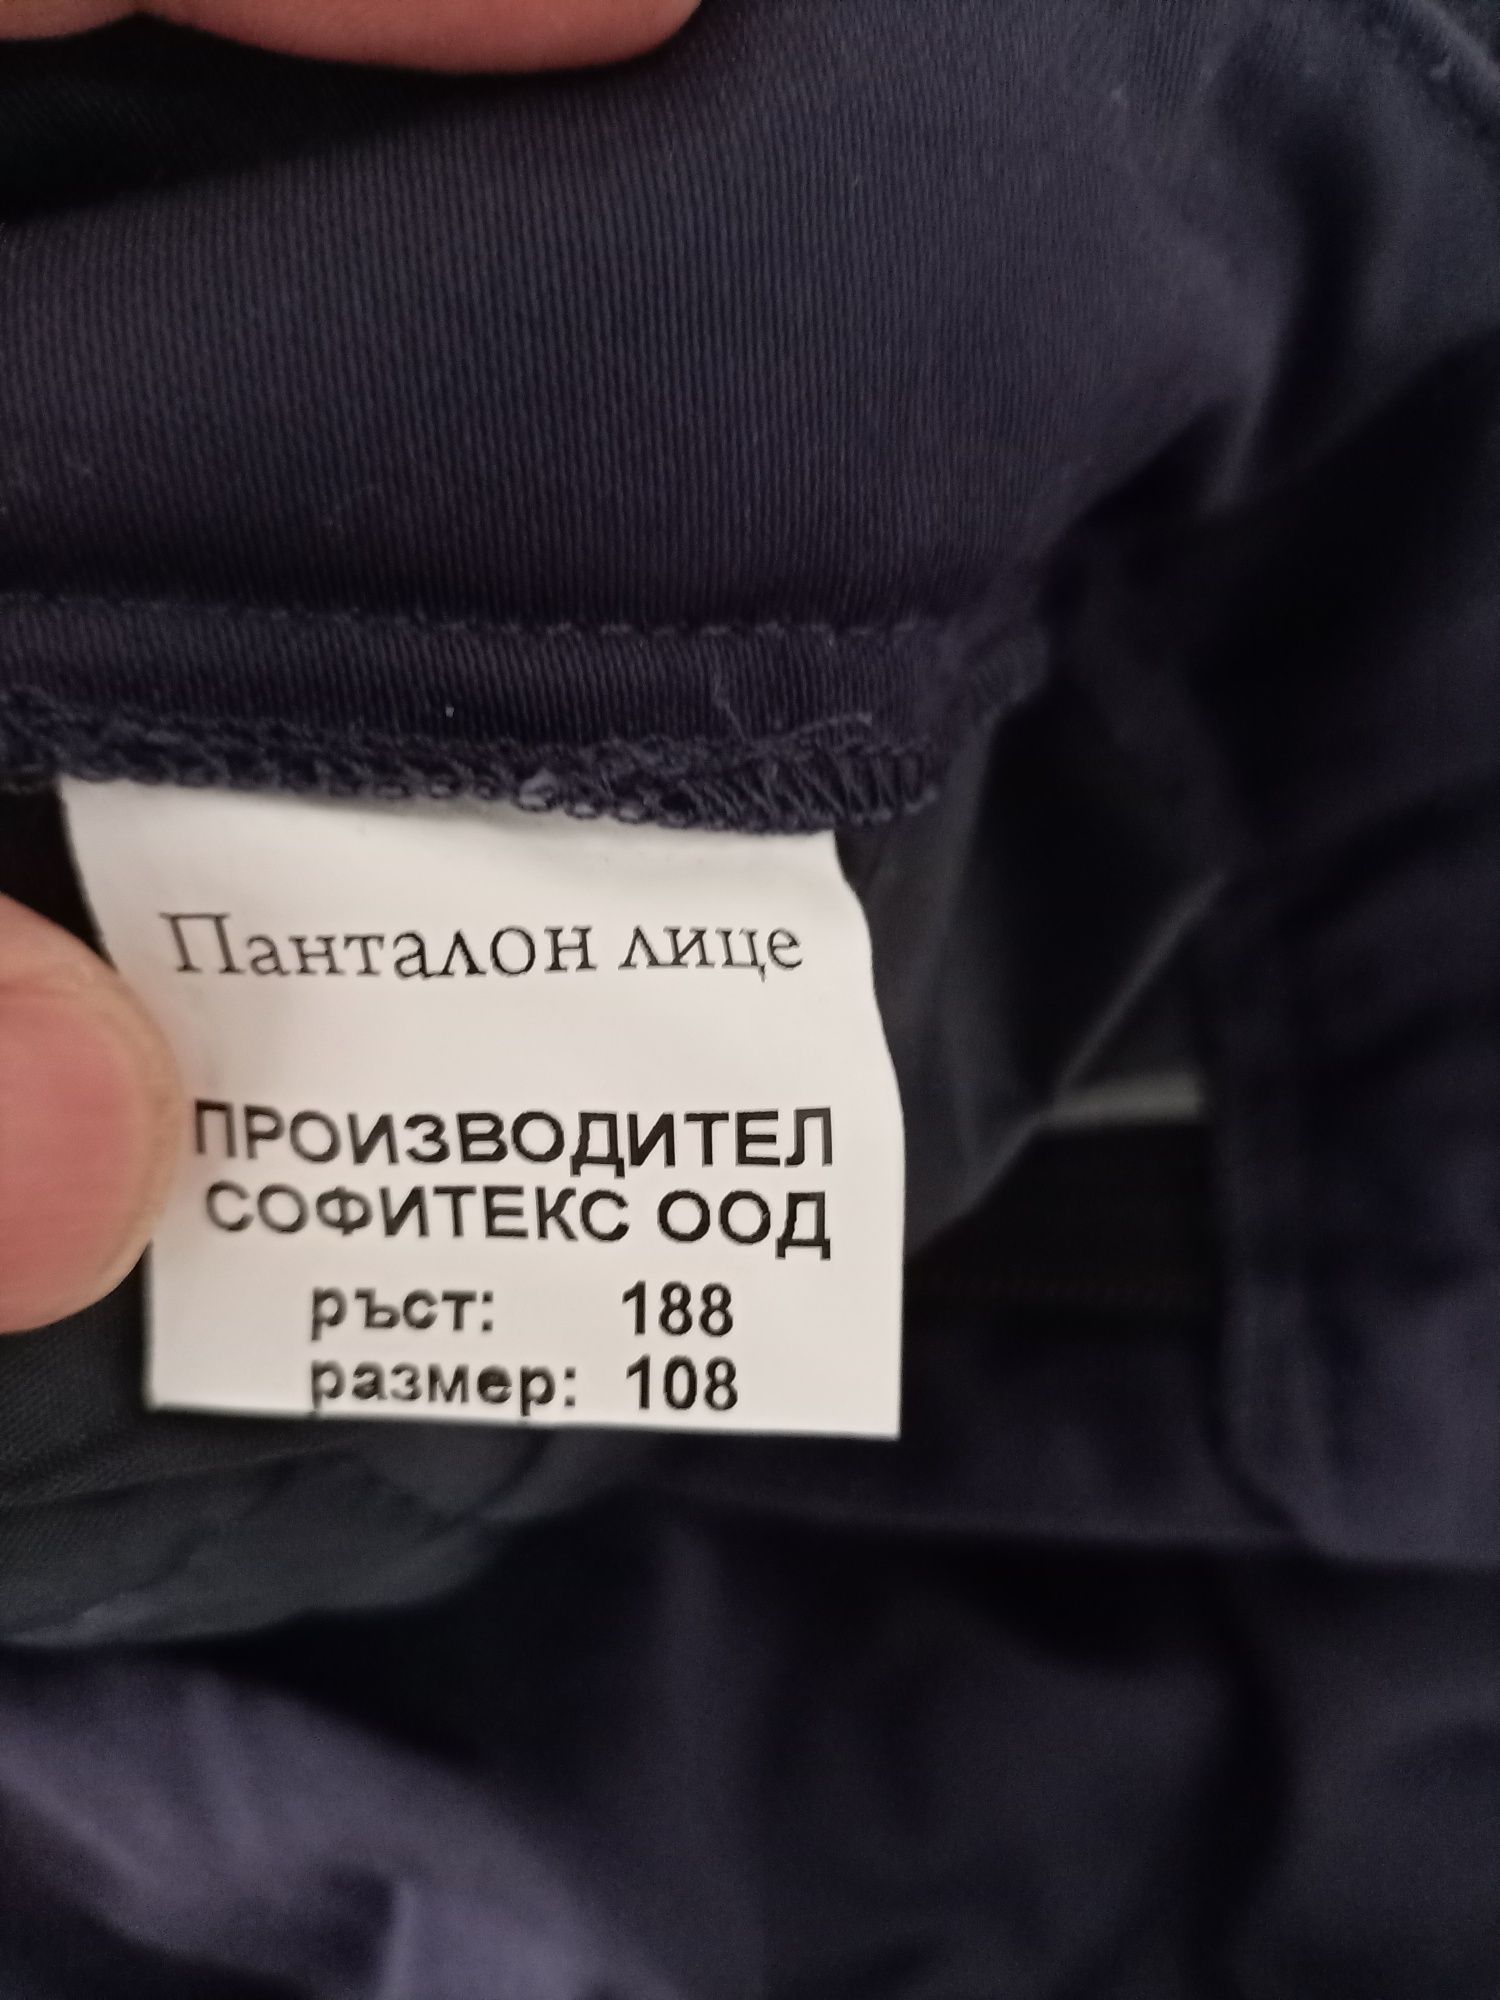 Панталон лице
ПРОИЗВОДИТЕЛ
СОФИТЕКС ООД
ръст: 188
размер: 108